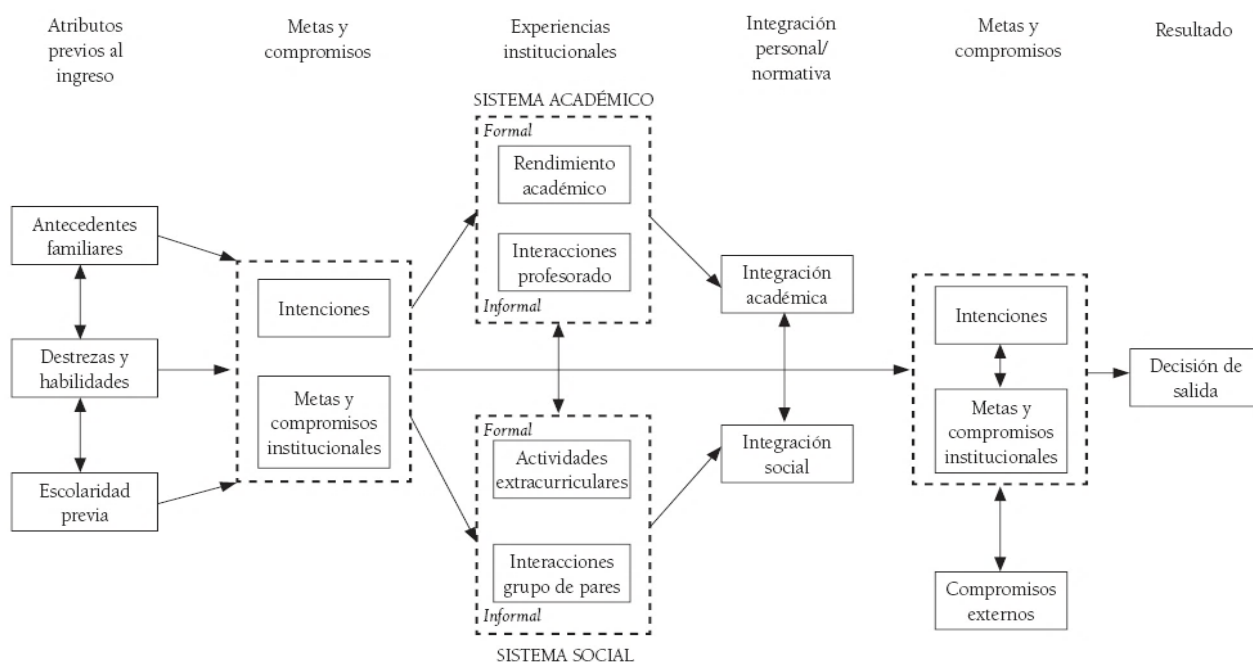 Atributos
previos al
ingreso
Metas y
compromisos
Experiencias
institucionales
Integración
personal/
normativa
Metas y
compromisos
Resultado
SISTEMA ACADÉMICO
Formal
Rendimiento
académico
Interacciones
profesorado
Informal
Antecedentes
familiares
Destrezas y
habilidades
Escolaridad
previa
Intenciones
Metas y
compromisos
institucionales
Formal
Actividades
extracurriculares
Interacciones
grupo de pares
Informal
SISTEMA SOCIAL
Integración
académica
Integración
social
Intenciones
Metas y
compromisos
institucionales
Compromisos
externos
Decisión de
salida